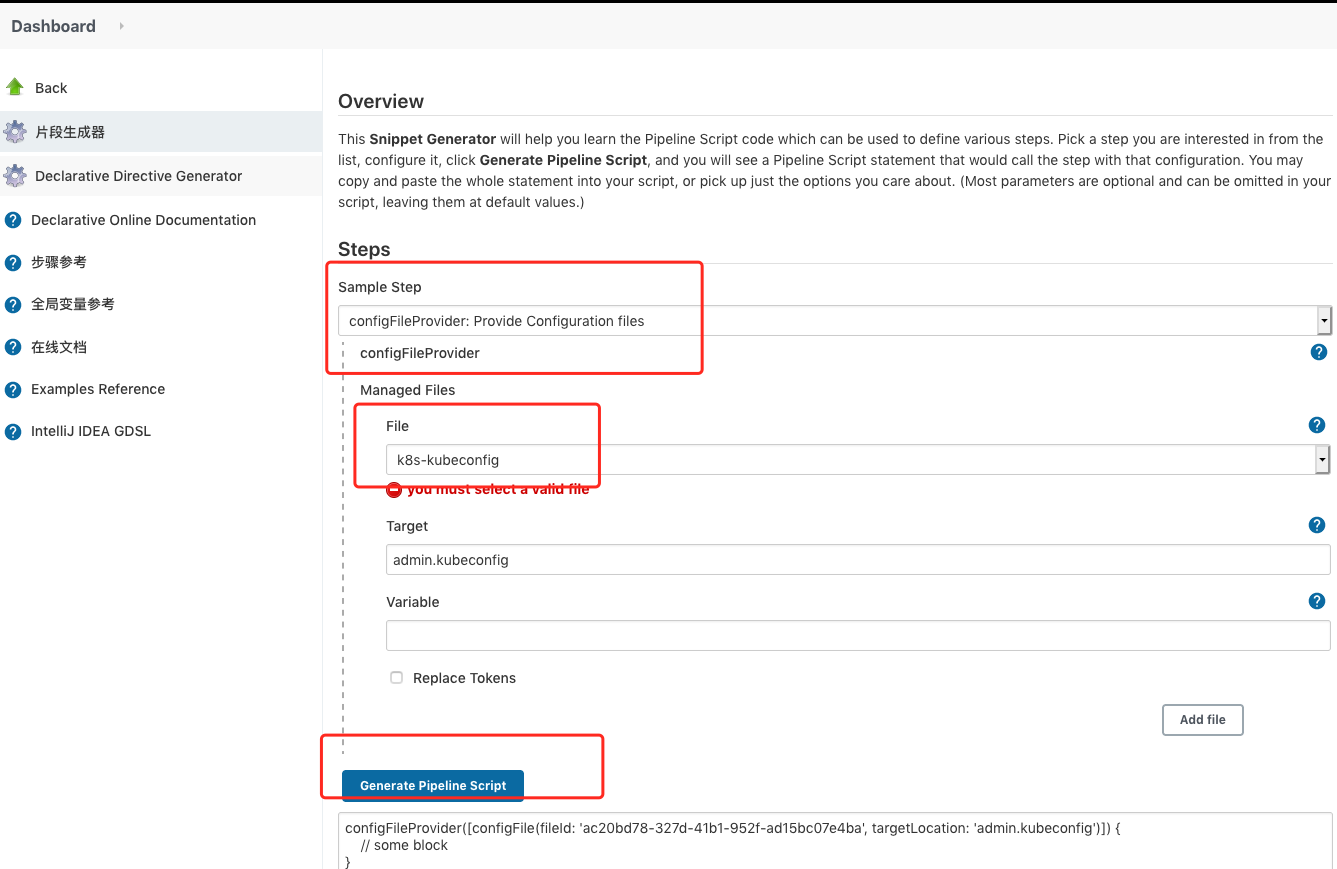 Dashboard
Back
片段生成器
Declarative Directive Generator
Declarative Online Documentation
步骤参考
全局变量参考
在线文档
Examples Reference
IntelliJ IDEA GDSL
Overview
This Snippet Generator will help you learn the Pipeline Script code which can be used to define various steps. Pick a step you are interested in from the
list, configure it, click Generate Pipeline Script, and you will see a Pipeline Script statement that would call the step with that configuration. You may
copy and paste the whole statement into your script, or pick up just the options you care about. (Most parameters are optional and can be omitted in your
script, leaving them at default values.)
Steps
Sample Step
configFileProvider: Provide Configuration files
configFileProvider
Managed Files
File
k8s-kubeconfig
you must select a valid file
Target
admin.kubeconfig
Variable
Replace Tokens
Add file
Generate Pipeline Script
configFileProvider([configFile(fileId: 'ac20bd78-327d-41b1-952f-ad15bc07e4ba', targetLocation: 'admin.kubeconfig')]) {
// some block
}